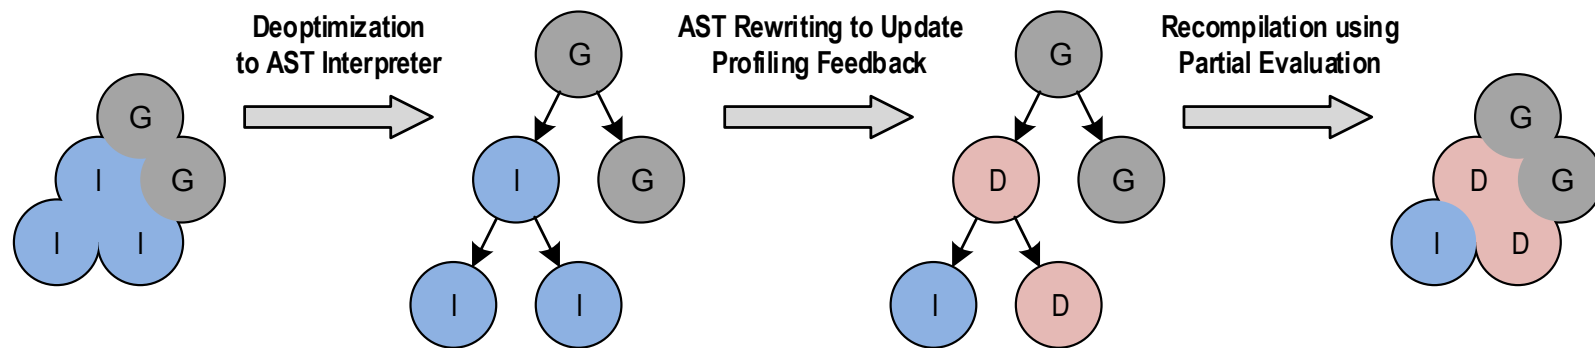 Deoptimization
to AST Interpreter
AST Rewriting to Update
Profiling Feedback
Recompilation using
Partial Evaluation
G
I
G
I
I
G
I
G
I
I
G
D
G
I
D
G
D
G
I
D